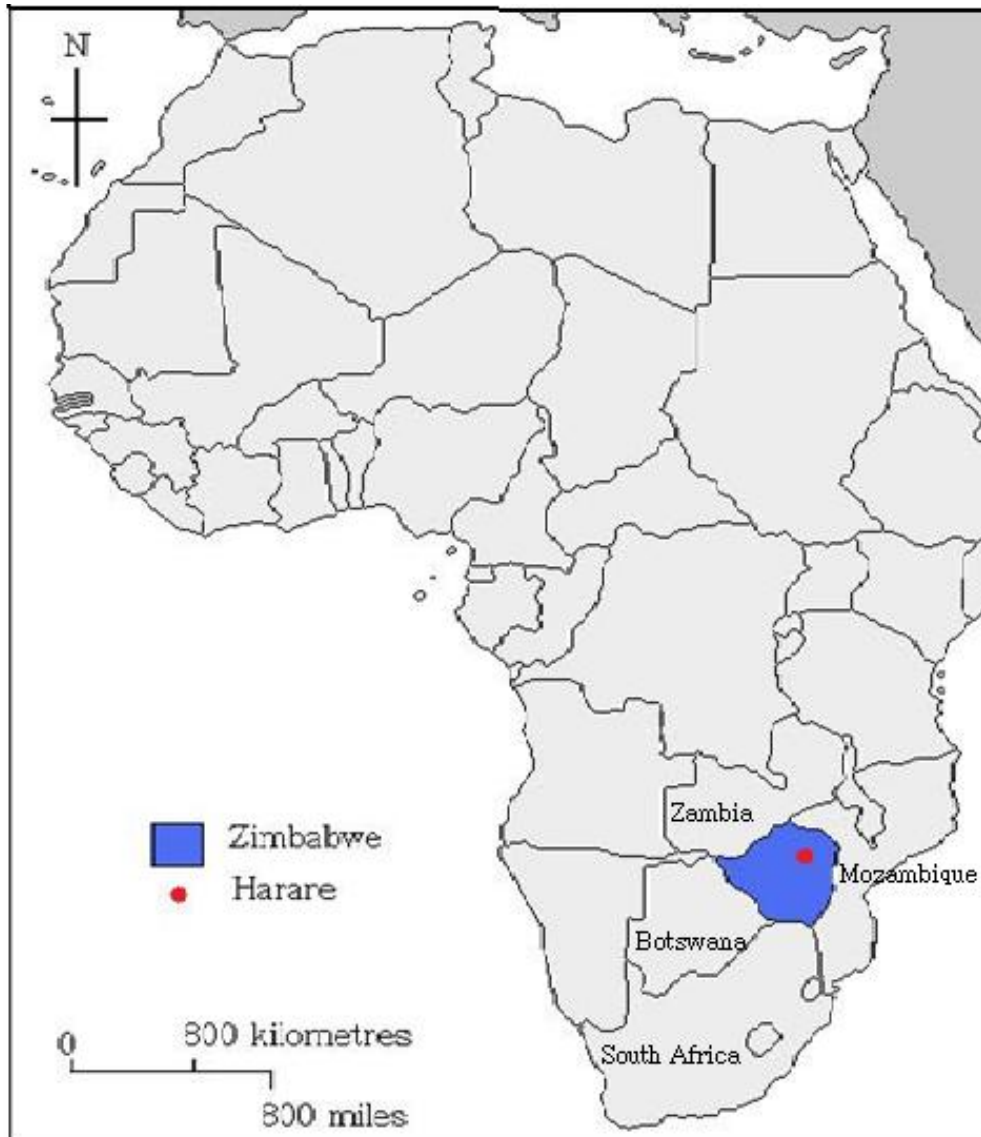 N
Zambia
Zimbabwe
Harare
Mozambique
Botswana
0 800 kilometres
South Africa
800 miles